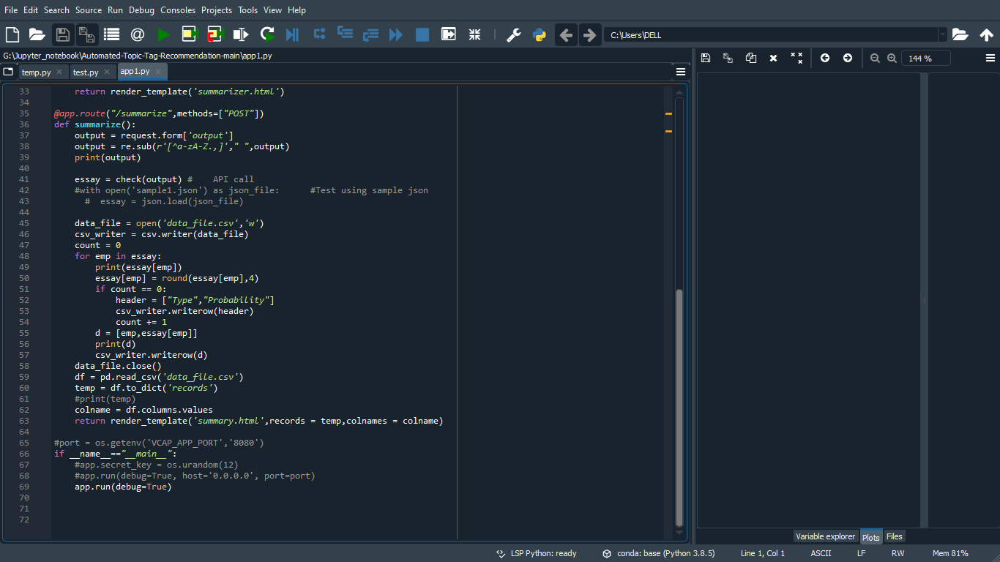 File Edit Search Source Run Debug Consoles Projects Tools View Help
C:\Users\DELL
G:\Jupyter_notebook\Automated-Topic-Tag-Recommendation-main\app1.py
144 %
temp.py test.py app1.py
33     return render_template('summarizer.html')
34
35 @app.route("/summarize",methods=["POST"])
36 def summarize():
37     output = request.form['output']
38     output = re.sub(r'[^a-zA-Z.,]'," ",output)
39     print(output)
40
41     essay = check(output) #    API call
42     #with open('sample1.json') as json_file:      #Test using sample json
43       #  essay = json.load(json_file)
44
45     data_file = open('data_file.csv','w')
46     csv_writer = csv.writer(data_file)
47     count = 0
48     for emp in essay:
49         print(essay[emp])
50         essay[emp] = round(essay[emp],4)
51         if count == 0:
52             header = ["Type","Probability"]
53             csv_writer.writerow(header)
54             count += 1
55         d = [emp,essay[emp]]
56         print(d)
57         csv_writer.writerow(d)
58     data_file.close()
59     df = pd.read_csv('data_file.csv')
60     temp = df.to_dict('records')
61     #print(temp)
62     colname = df.columns.values
63     return render_template('summary.html',records = temp,colnames = colname)
64
65 #port = os.getenv('VCAP_APP_PORT','8080')
66 if __name__=="__main__":
67     #app.secret_key = os.urandom(12)
68     #app.run(debug=True, host='0.0.0.0', port=port)
69     app.run(debug=True)
70
71
72
Variable explorer Plots Files
LSP Python: ready conda: base (Python 3.8.5) Line 1, Col 1 ASCII LF RW Mem 81%